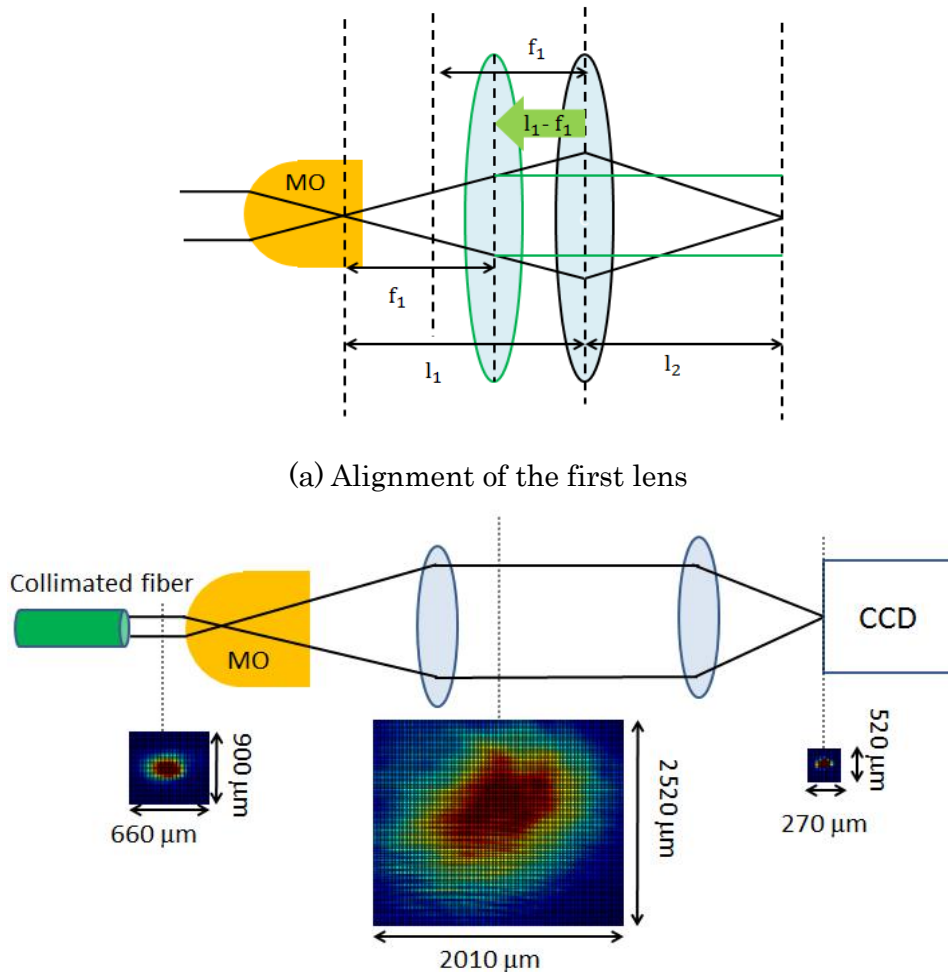 f₁
l₁ - f₁
MO
f₁
l₁
l₂
(a) Alignment of the first lens
Collimated fiber
MO
CCD
900 μm
660 μm
2520 μm
2010 μm
520 μm
270 μm